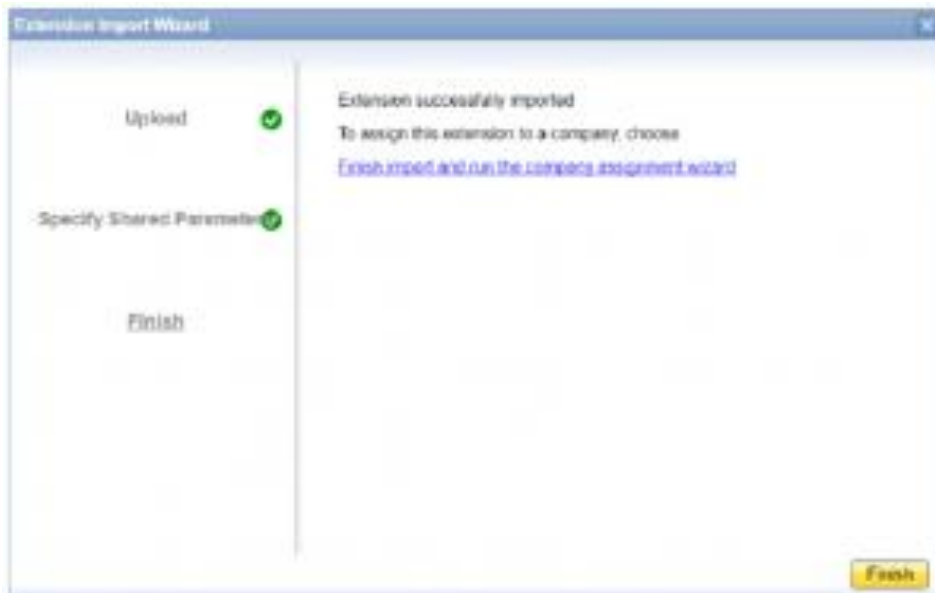 Extension Import Wizard
Upload
Specify Shared Parameter
Finish
Extension successfully imported
To assign this extension to a company, choose
Finish import and run the company assignment wizard
Finish